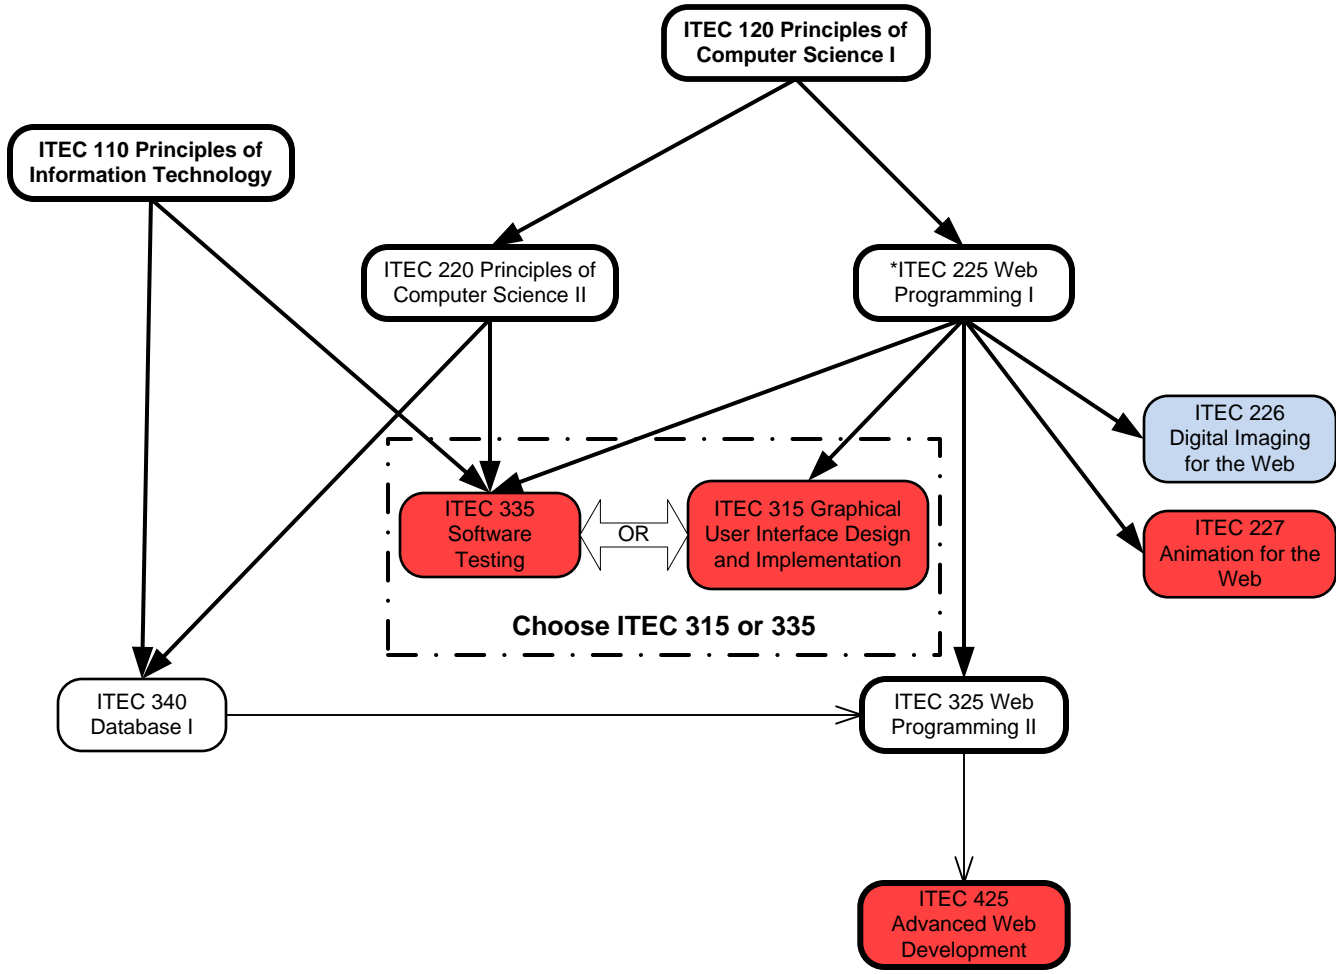 ITEC 120 Principles of
Computer Science I
ITEC 110 Principles of
Information Technology
ITEC 220 Principles of
Computer Science II
*ITEC 225 Web
Programming I
ITEC 226
Digital Imaging
for the Web
ITEC 335
Software
Testing
OR
ITEC 315 Graphical
User Interface Design
and Implementation
ITEC 227
Animation for the
Web
Choose ITEC 315 or 335
ITEC 340
Database I
ITEC 325 Web
Programming II
ITEC 425
Advanced Web
Development